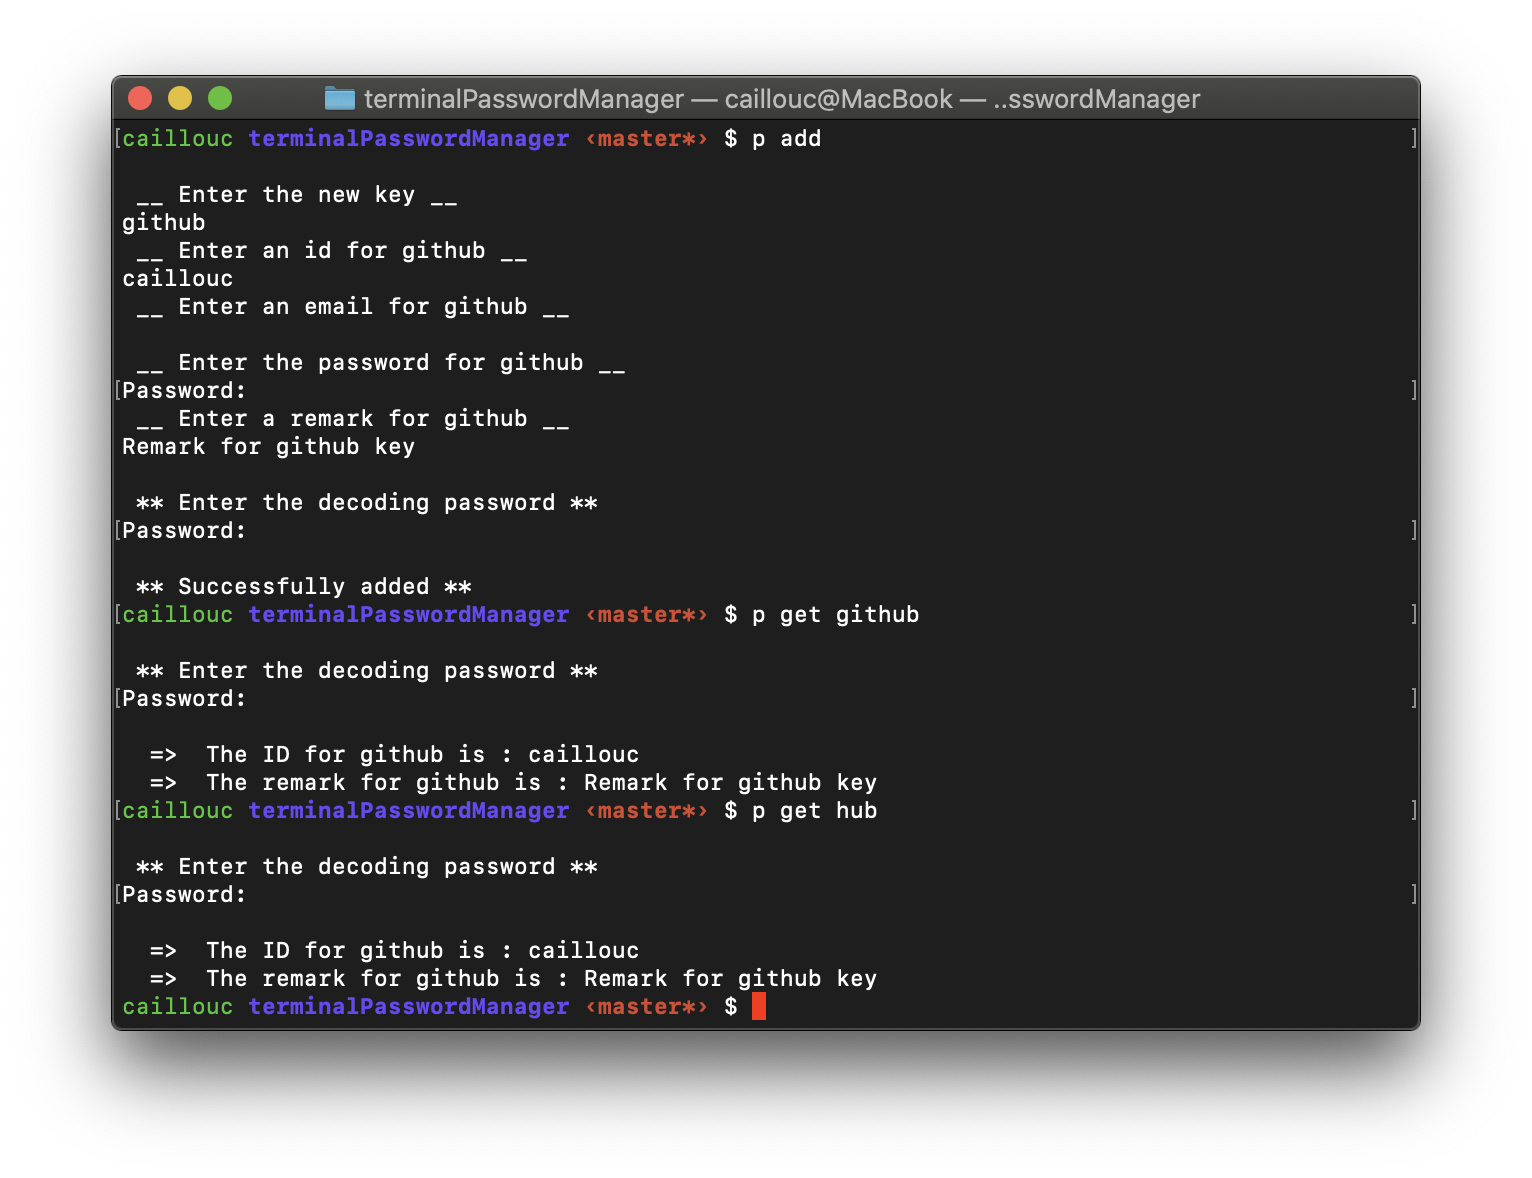 terminalPasswordManager — caillouc@MacBook — ..sswordManager
[caillouc terminalPasswordManager ‹master*› $ p add ]
__ Enter the new key __
github
__ Enter an id for github __
caillouc
__ Enter an email for github __
__ Enter the password for github __
[Password: ]
__ Enter a remark for github __
Remark for github key
** Enter the decoding password **
[Password: ]
** Successfully added **
[caillouc terminalPasswordManager ‹master*› $ p get github ]
** Enter the decoding password **
[Password: ]
=> The ID for github is : caillouc
=> The remark for github is : Remark for github key
[caillouc terminalPasswordManager ‹master*› $ p get hub ]
** Enter the decoding password **
[Password: ]
=> The ID for github is : caillouc
=> The remark for github is : Remark for github key
caillouc terminalPasswordManager ‹master*› $